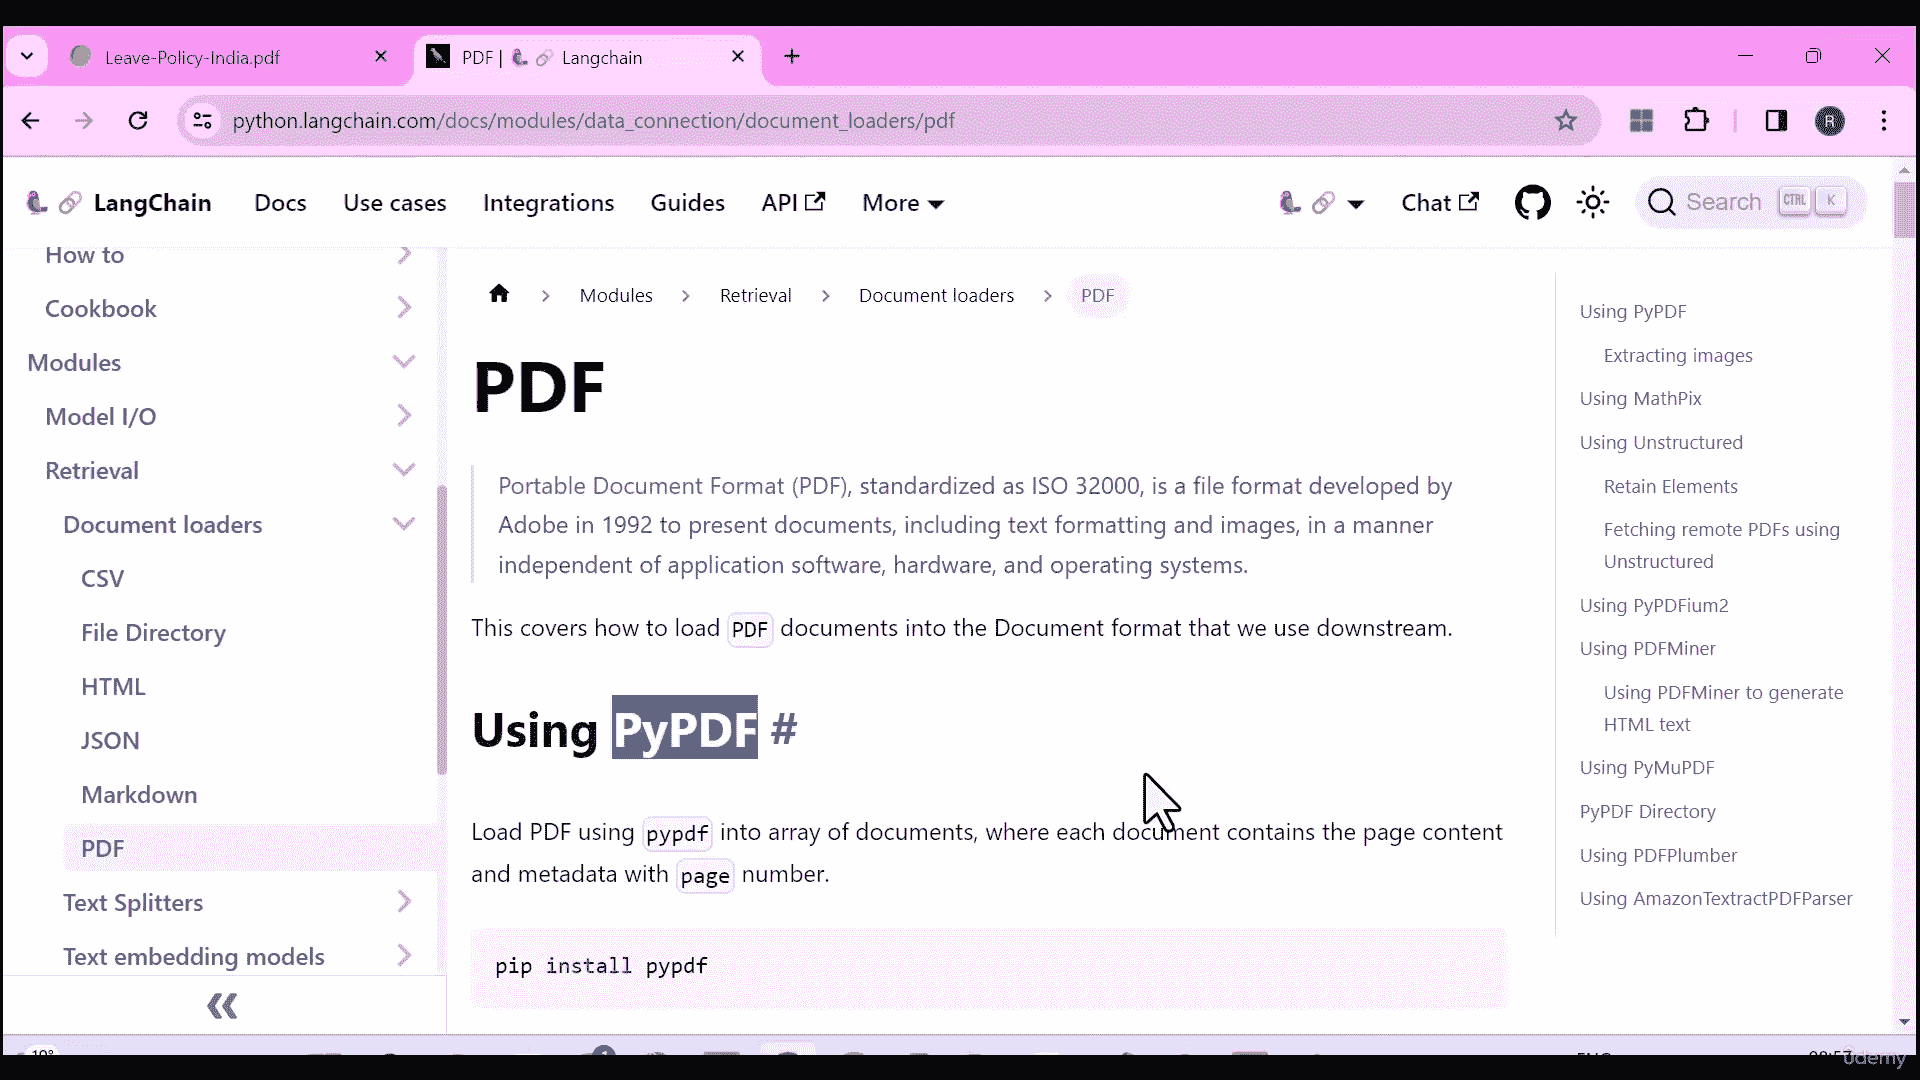 Leave-Policy-India.pdf
PDF | Langchain
python.langchain.com/docs/modules/data_connection/document_loaders/pdf
R
LangChain
Docs
Use cases
Integrations
Guides
API
More
Chat
Search
CTRL
K
How to
Cookbook
Modules
Model I/O
Retrieval
Document loaders
CSV
File Directory
HTML
JSON
Markdown
PDF
Text Splitters
Text embedding models
Modules
Retrieval
Document loaders
PDF
PDF
Portable Document Format (PDF), standardized as ISO 32000, is a file format developed by
Adobe in 1992 to present documents, including text formatting and images, in a manner
independent of application software, hardware, and operating systems.
This covers how to load PDF documents into the Document format that we use downstream.
Using PyPDF #
Load PDF using pypdf into array of documents, where each document contains the page content
and metadata with page number.
pip install pypdf
Using PyPDF
Extracting images
Using MathPix
Using Unstructured
Retain Elements
Fetching remote PDFs using
Unstructured
Using PyPDFium2
Using PDFMiner
Using PDFMiner to generate
HTML text
Using PyMuPDF
PyPDF Directory
Using PDFPlumber
Using AmazonTextractPDFParser
udemy